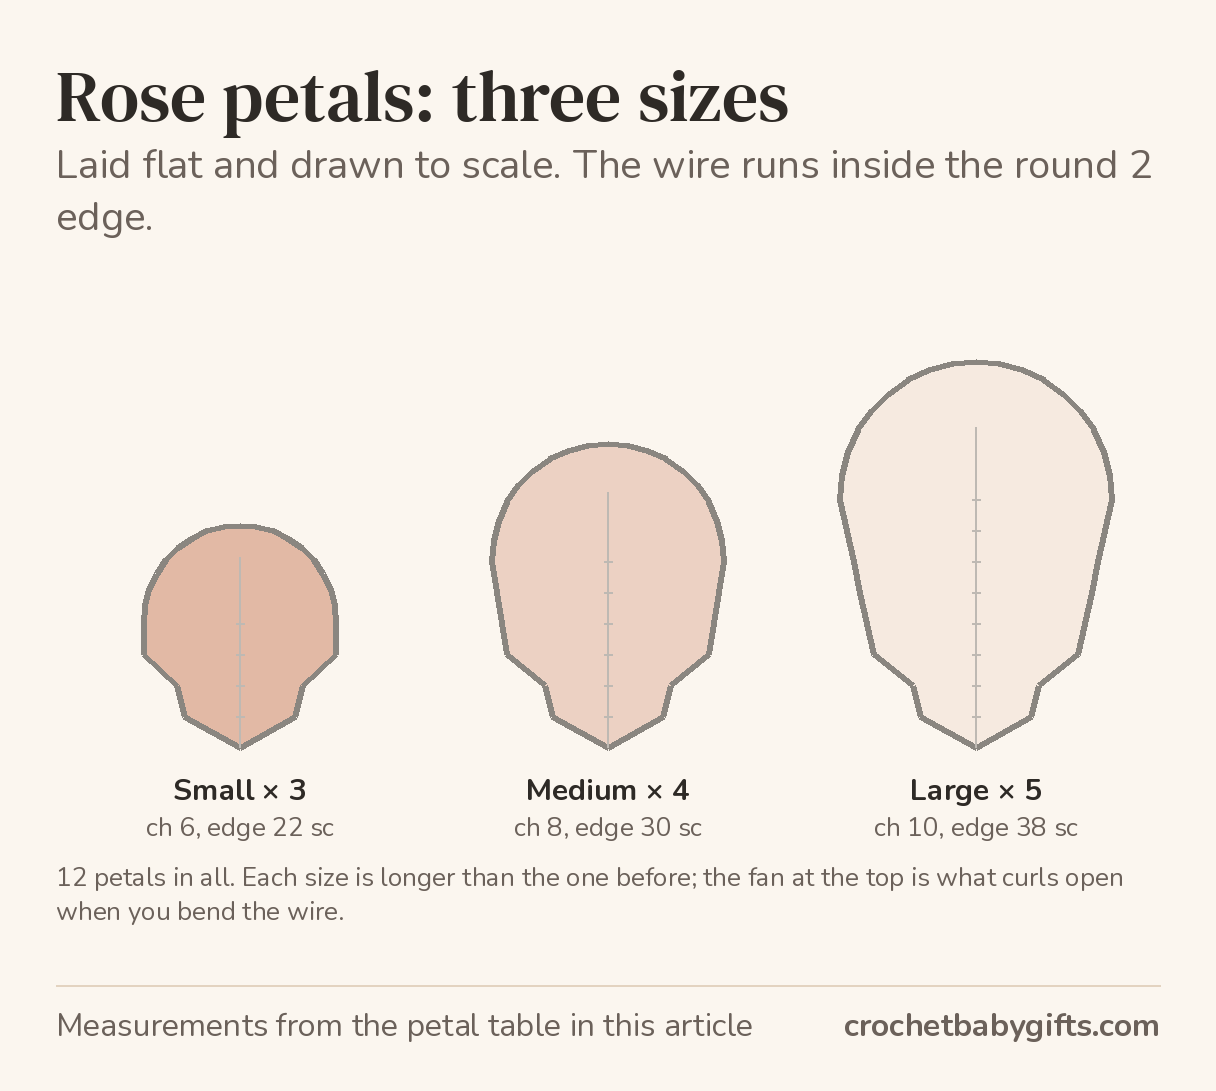 Rose petals: three sizes
Laid flat and drawn to scale. The wire runs inside the round 2
edge.
Small × 3
ch 6, edge 22 sc
Medium × 4
ch 8, edge 30 sc
Large × 5
ch 10, edge 38 sc
12 petals in all. Each size is longer than the one before; the fan at the top is what curls open
when you bend the wire.
Measurements from the petal table in this article
crochetbabygifts.com